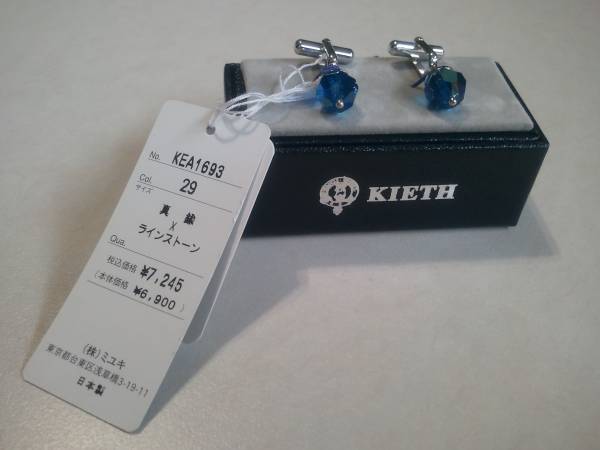 No. KEA1693
Col. 29
サイズ
真鍮
×
ラインストーン
Qua.
税込価格 ¥7,245
(本体価格 ¥6,900)
(株)ミユキ
東京都台東区浅草橋3-19-11
日本製
KIETH